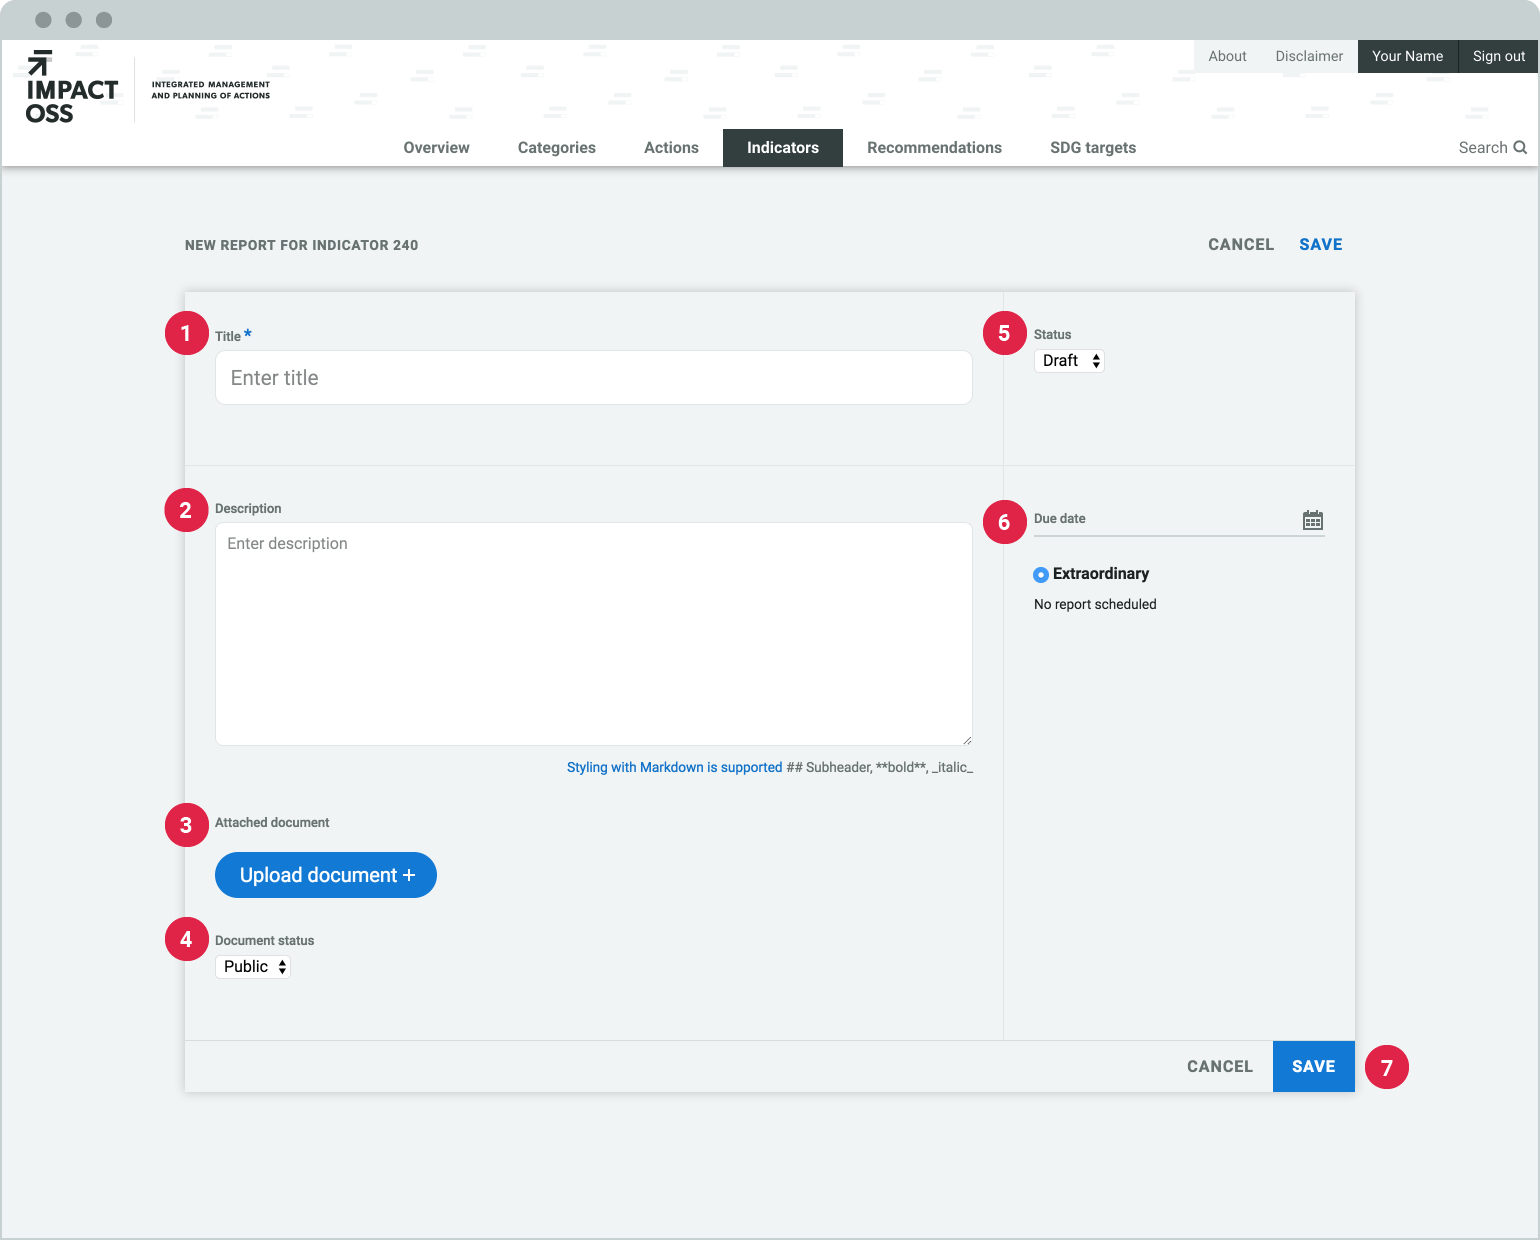 About
Disclaimer
Your Name
Sign out
IMPACT
OSS
INTEGRATED MANAGEMENT
AND PLANNING OF ACTIONS
Overview
Categories
Actions
Indicators
Recommendations
SDG targets
Search
NEW REPORT FOR INDICATOR 240
CANCEL
SAVE
1
Title *
Enter title
5
Status
Draft
2
Description
Enter description
Styling with Markdown is supported ## Subheader, **bold**, _italic_
6
Due date
Extraordinary
No report scheduled
3
Attached document
Upload document +
4
Document status
Public
CANCEL
SAVE
7